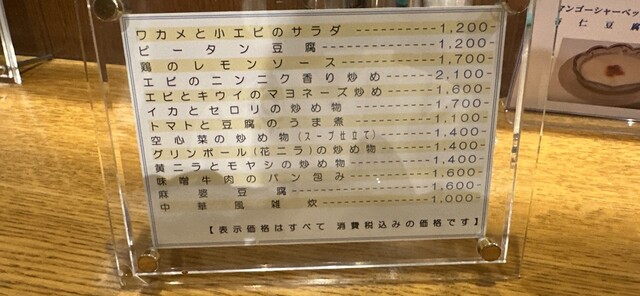 ワカメと小エビのサラダ 1,200-
ピータン豆腐 1,200-
鶏のレモンソース 1,700-
エビのニンニク香り炒め 2,100-
エビとキウイのマヨネーズ炒め 1,600-
イカとセロリの炒め物 1,700-
トマトと豆腐のうま煮 1,100-
空心菜の炒め物(スープ仕立て) 1,400-
グリンポール(花ニラ)の炒め物 1,400-
黄ニラとモヤシの炒め物 1,400-
味噌牛肉のパン包み 1,600-
麻婆豆腐 1,600-
中華風雑炊 1,000-
【表示価格はすべて 消費税込みの価格です】
マンゴーシャーベッ
仁豆腐